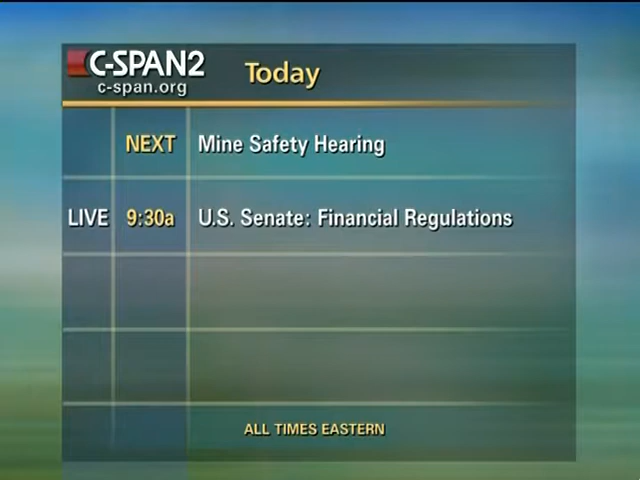 C-SPAN2
c-span.org
Today
NEXT Mine Safety Hearing
LIVE 9:30a U.S. Senate: Financial Regulations
ALL TIMES EASTERN